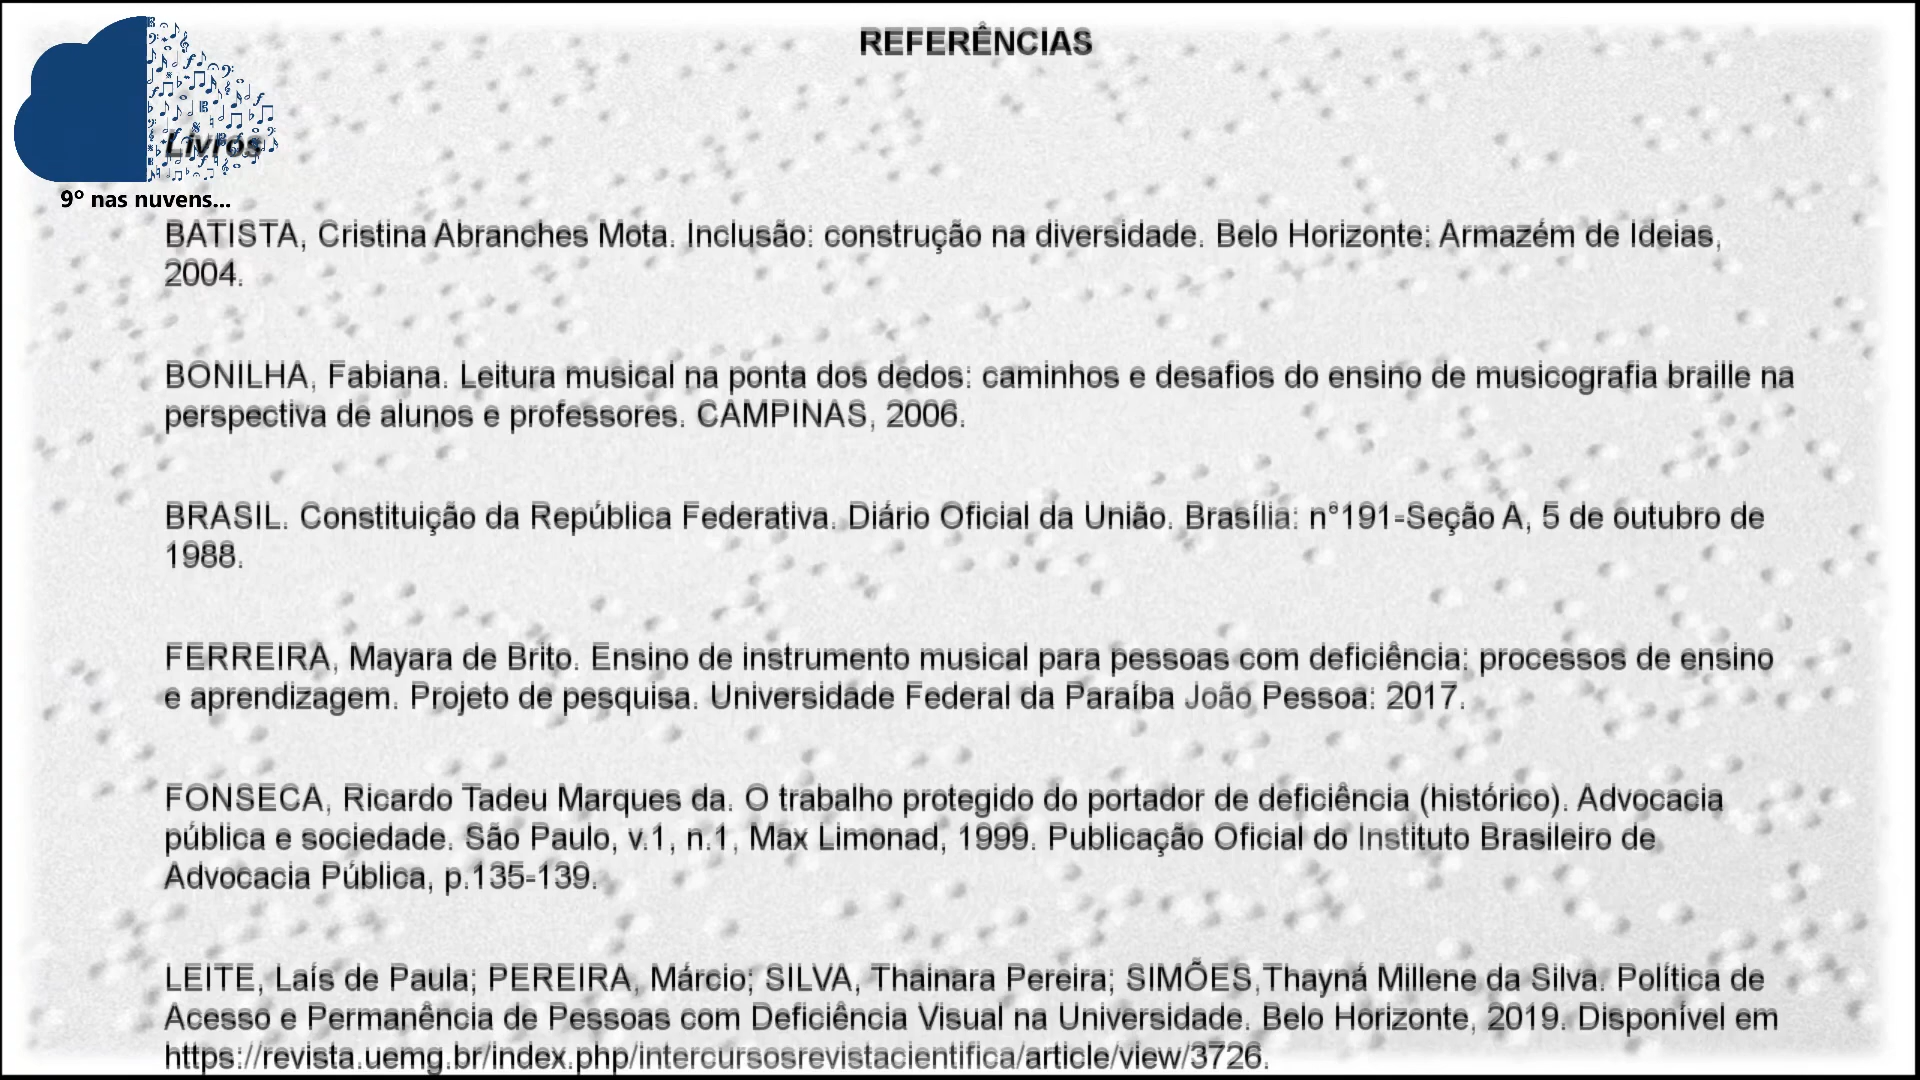 REFERÊNCIAS
Livros
9º nas nuvens...
BATISTA, Cristina Abranches Mota. Inclusão: construção na diversidade. Belo Horizonte: Armazém de Ideias,
2004.
BONILHA, Fabiana. Leitura musical na ponta dos dedos: caminhos e desafios do ensino de musicografia braille na
perspectiva de alunos e professores. CAMPINAS, 2006.
BRASIL. Constituição da República Federativa. Diário Oficial da União. Brasília: n°191-Seção A, 5 de outubro de
1988.
FERREIRA, Mayara de Brito. Ensino de instrumento musical para pessoas com deficiência: processos de ensino
e aprendizagem. Projeto de pesquisa. Universidade Federal da Paraíba João Pessoa: 2017.
FONSECA, Ricardo Tadeu Marques da. O trabalho protegido do portador de deficiência (histórico). Advocacia
pública e sociedade. São Paulo, v.1, n.1, Max Limonad, 1999. Publicação Oficial do Instituto Brasileiro de
Advocacia Pública, p.135-139.
LEITE, Laís de Paula; PEREIRA, Márcio; SILVA, Thainara Pereira; SIMÕES,Thayná Millene da Silva. Política de
Acesso e Permanência de Pessoas com Deficiência Visual na Universidade. Belo Horizonte, 2019. Disponível em
https://revista.uemg.br/index.php/intercursosrevistacientifica/article/view/3726.